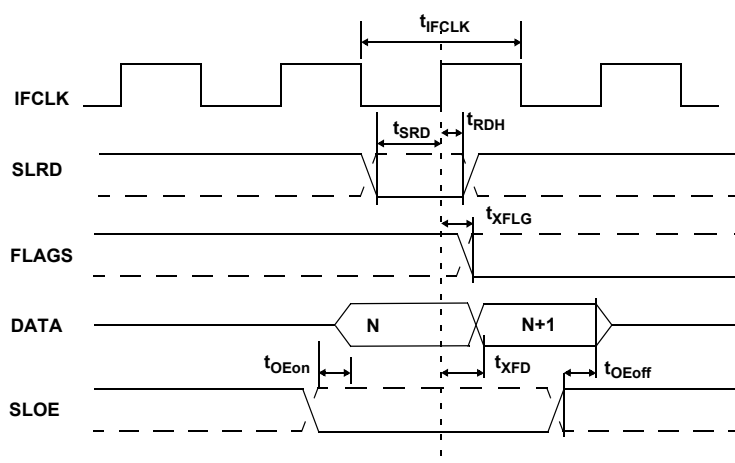 tIFCLK
IFCLK
tSRD
tRDH
SLRD
tXFLG
FLAGS
DATA
N
N+1
tOEon
tXFD
tOEoff
SLOE